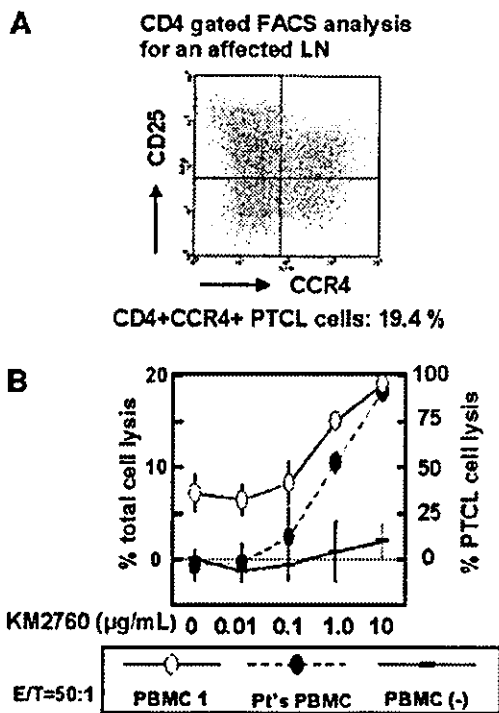 A
CD4 gated FACS analysis
for an affected LN
CD25
CCR4
CD4+CCR4+ PTCL cells: 19.4 %
B
% total cell lysis
20
10
0
100
75
50
25
0
% PTCL cell lysis
KM2760 (µg/mL) 0 0.01 0.1 1.0 10
E/T=50:1 PBMC 1 Pt's PBMC PBMC (-)